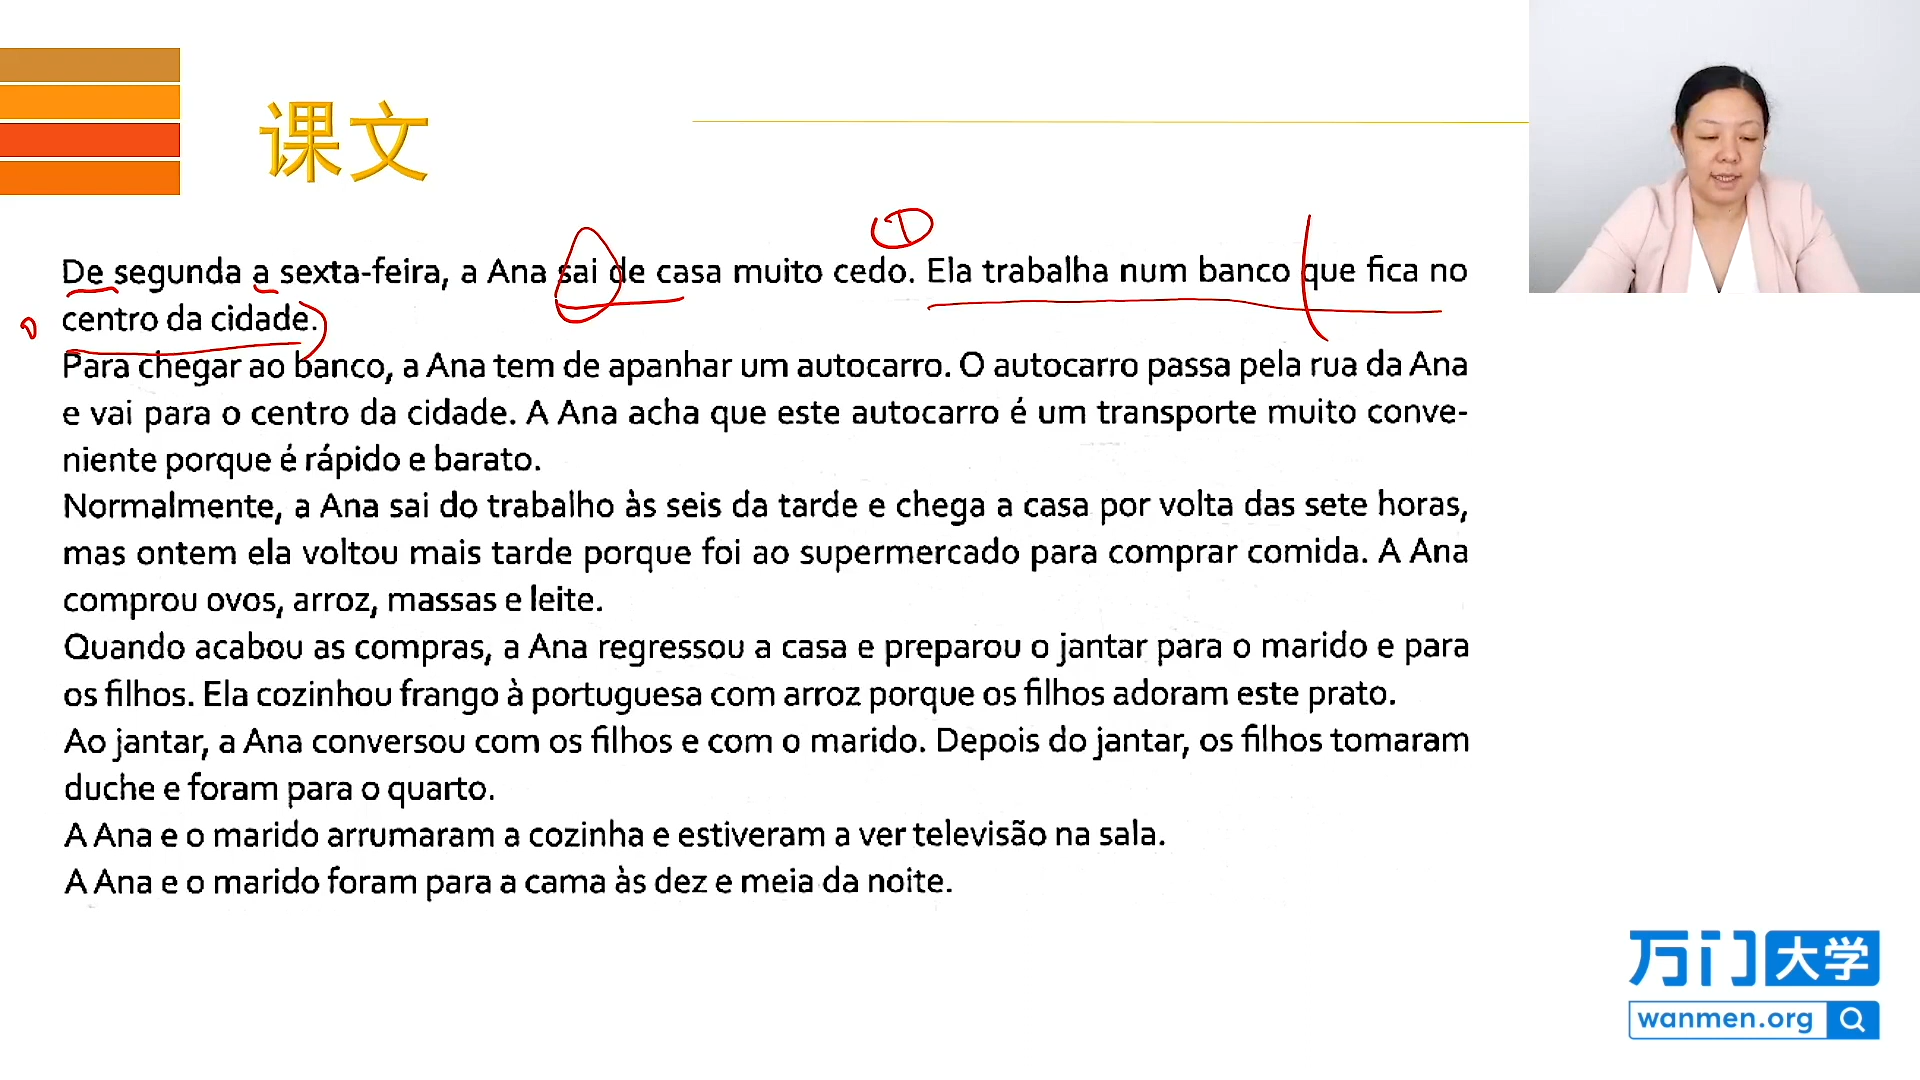 课文
De segunda a sexta-feira, a Ana sai de casa muito cedo. Ela trabalha num banco que fica no
centro da cidade.
Para chegar ao banco, a Ana tem de apanhar um autocarro. O autocarro passa pela rua da Ana
e vai para o centro da cidade. A Ana acha que este autocarro é um transporte muito conve-
niente porque é rápido e barato.
Normalmente, a Ana sai do trabalho às seis da tarde e chega a casa por volta das sete horas,
mas ontem ela voltou mais tarde porque foi ao supermercado para comprar comida. A Ana
comprou ovos, arroz, massas e leite.
Quando acabou as compras, a Ana regressou a casa e preparou o jantar para o marido e para
os filhos. Ela cozinhou frango à portuguesa com arroz porque os filhos adoram este prato.
Ao jantar, a Ana conversou com os filhos e com o marido. Depois do jantar, os filhos tomaram
duche e foram para o quarto.
A Ana e o marido arrumaram a cozinha e estiveram a ver televisão na sala.
A Ana e o marido foram para a cama às dez e meia da noite.
万门大学
wanmen.org